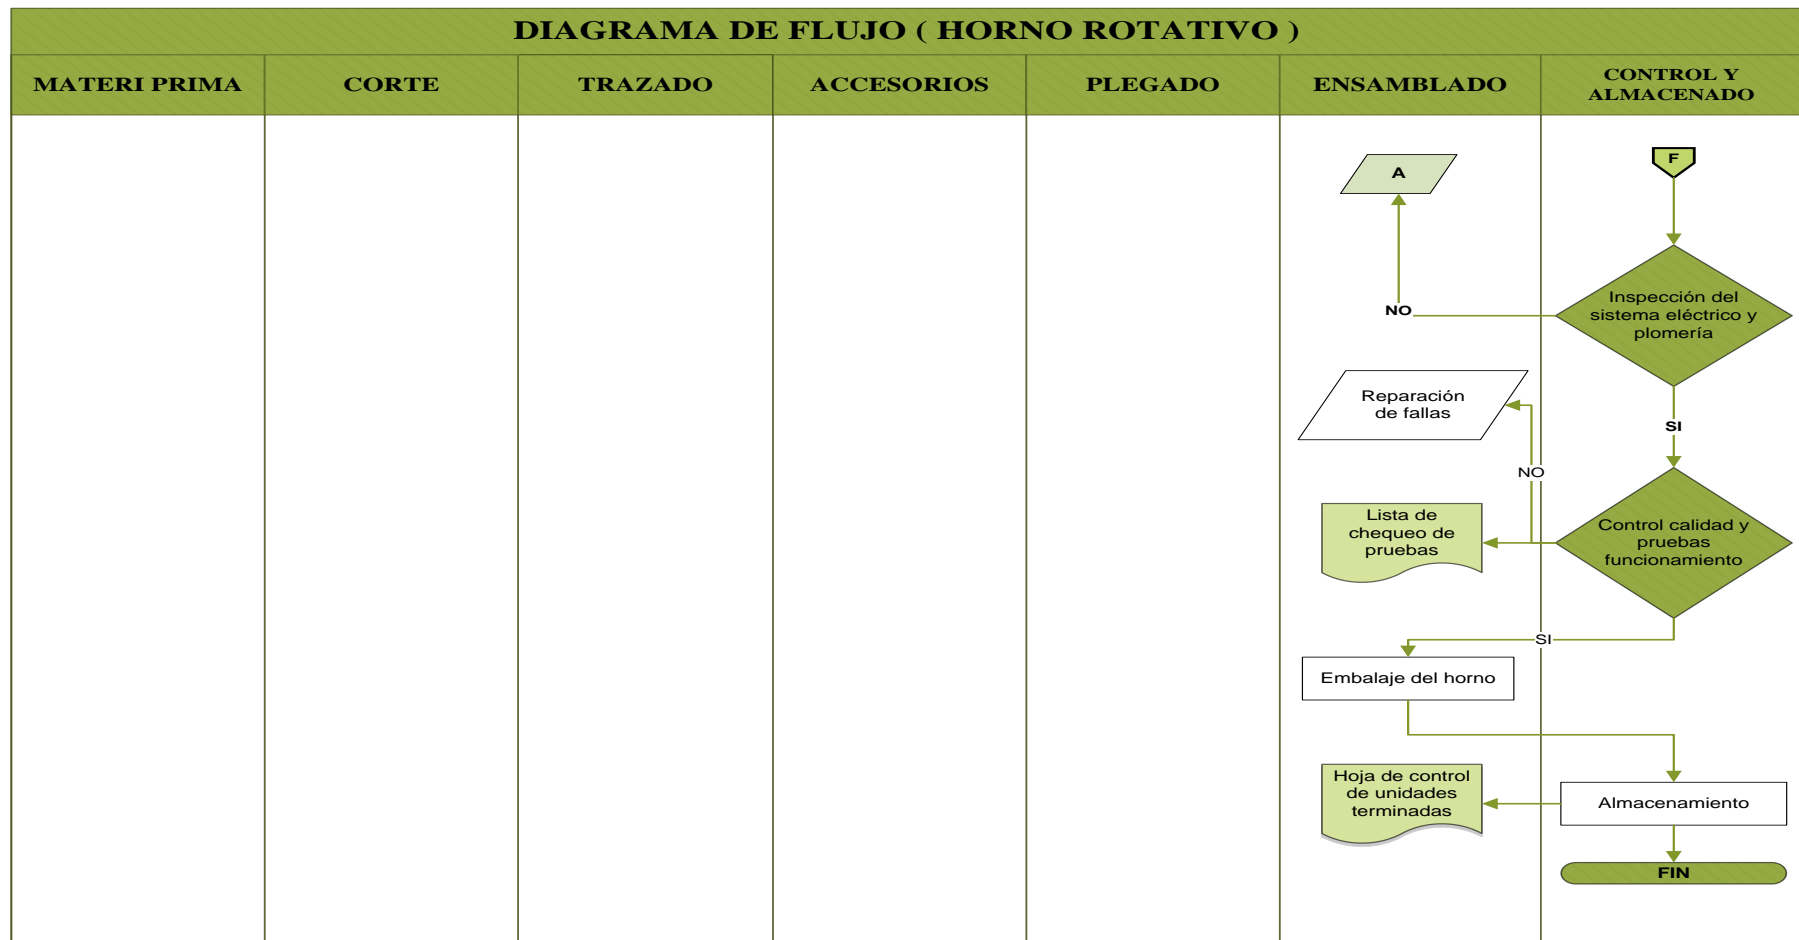 DIAGRAMA DE FLUJO ( HORNO ROTATIVO )
MATERI PRIMA
CORTE
TRAZADO
ACCESORIOS
PLEGADO
ENSAMBLADO
CONTROL Y
ALMACENADO
A
F
Inspección del
sistema eléctrico y
plomería
NO
Reparación
de fallas
SI
NO
Lista de
chequeo de
pruebas
Control calidad y
pruebas
funcionamiento
SI
Embalaje del horno
Hoja de control
de unidades
terminadas
Almacenamiento
FIN